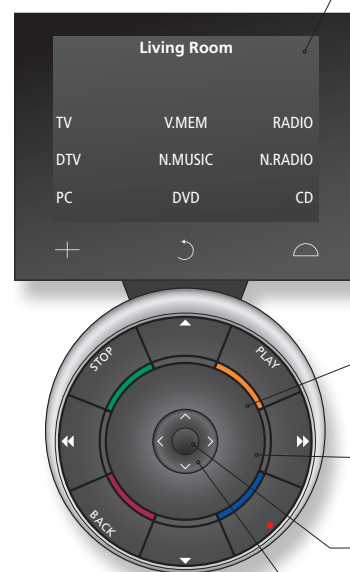 Living Room
TV V.MEM RADIO
DTV N.MUSIC N.RADIO
PC DVD CD
STOP PLAY
BACK